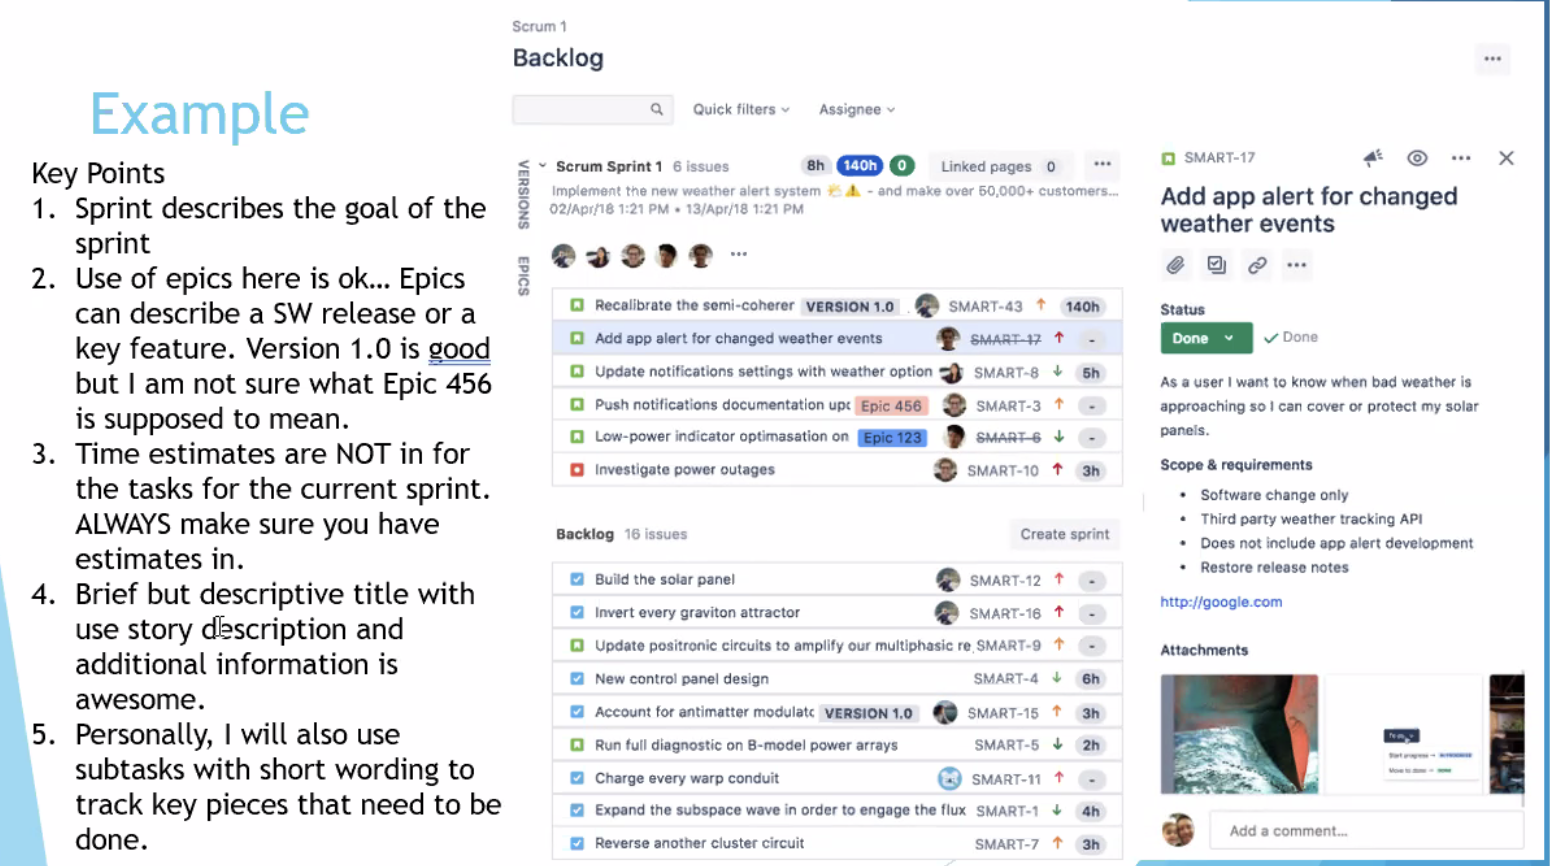 Example
Key Points
1. Sprint describes the goal of the
sprint
2. Use of epics here is ok... Epics
can describe a SW release or a
key feature. Version 1.0 is good
but I am not sure what Epic 456
is supposed to mean.
3. Time estimates are NOT in for
the tasks for the current sprint.
ALWAYS make sure you have
estimates in.
4. Brief but descriptive title with
use story description and
additional information is
awesome.
5. Personally, I will also use
subtasks with short wording to
track key pieces that need to be
done.
Scrum 1
Backlog
Quick filters
Assignee
VERSIONS
EPICS
Scrum Sprint 1 6 issues 8h 140h 0 Linked pages 0
Implement the new weather alert system - and make over 50,000+ customers...
02/Apr/18 1:21 PM • 13/Apr/18 1:21 PM
Recalibrate the semi-coherer VERSION 1.0 SMART-43 140h
Add app alert for changed weather events SMART-17 -
Update notifications settings with weather option SMART-8 5h
Push notifications documentation upc Epic 456 SMART-3 -
Low-power indicator optimasation on Epic 123 SMART-6 -
Investigate power outages SMART-10 3h
Backlog 16 issues Create sprint
Build the solar panel SMART-12 -
Invert every graviton attractor SMART-16 -
Update positronic circuits to amplify our multiphasic re SMART-9 -
New control panel design SMART-4 6h
Account for antimatter modulatc VERSION 1.0 SMART-15 3h
Run full diagnostic on B-model power arrays SMART-5 2h
Charge every warp conduit SMART-11 -
Expand the subspace wave in order to engage the flux SMART-1 4h
Reverse another cluster circuit SMART-7 3h
SMART-17
Add app alert for changed
weather events
Status
Done Done
As a user I want to know when bad weather is
approaching so I can cover or protect my solar
panels.
Scope & requirements
• Software change only
• Third party weather tracking API
• Does not include app alert development
• Restore release notes
http://google.com
Attachments
Start progress
Move to done
Add a comment...